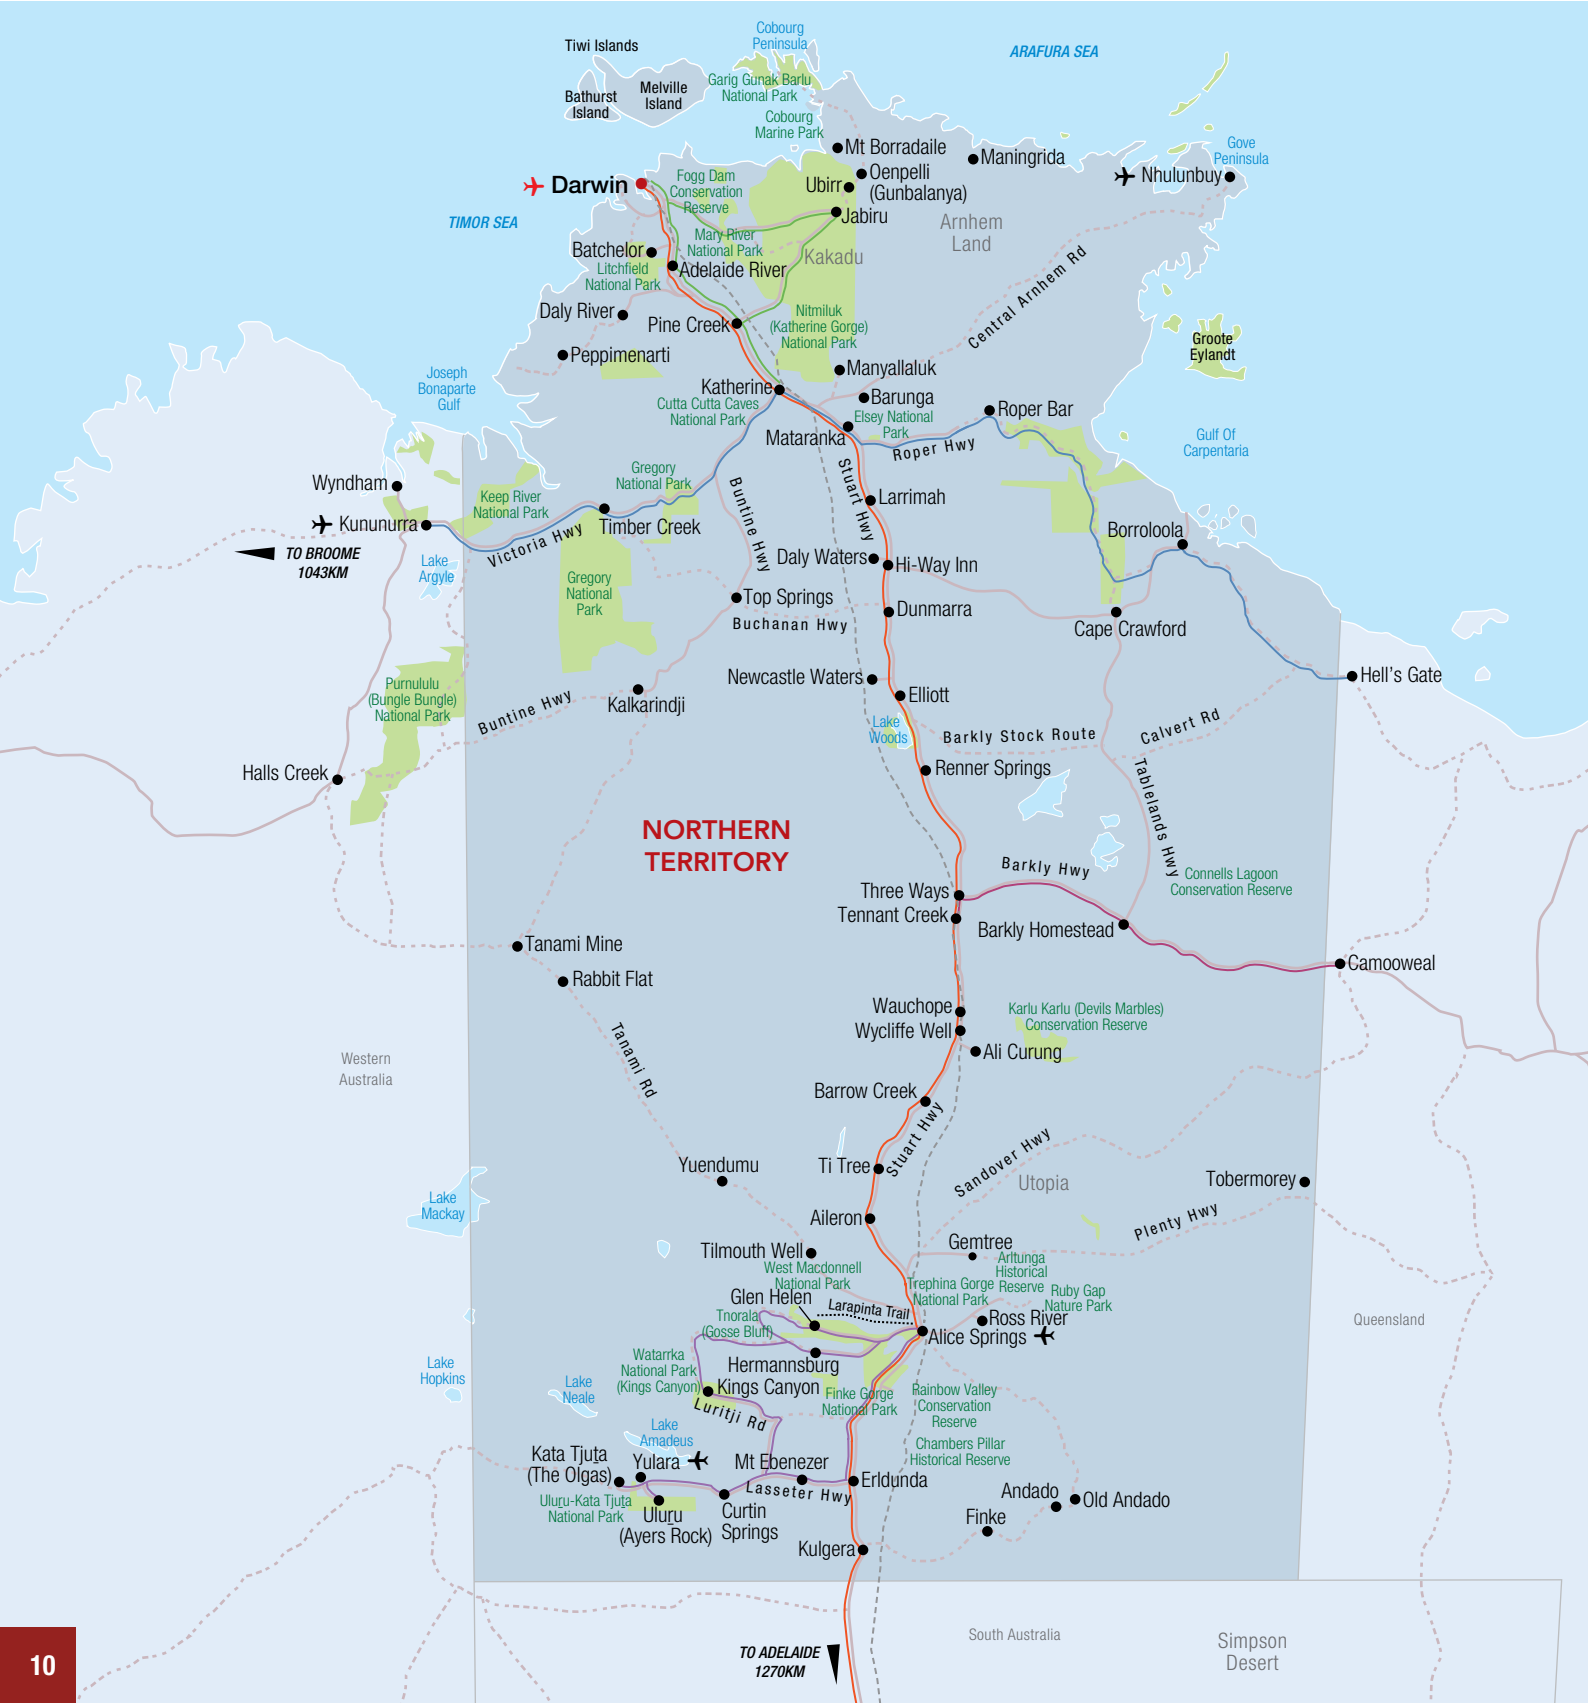 Cobourg
Peninsula
Tiwi Islands
ARAFURA SEA
Garig Gunak Barlu
National Park
Melville
Island
Bathurst
Island
Cobourg
Marine Park
Mt Borradaile
Maningrida
Gove
Peninsula
Nhulunbuy
Oenpelli
(Gunbalanya)
Ubirr
Darwin
Fogg Dam
Conservation
Reserve
Jabiru
Arnhem
Land
TIMOR SEA
Mary River
National Park
Kakadu
Batchelor
Litchfield
National Park
Adelaide River
Central Arnhem Rd
Daly River
Pine Creek
Nitmiluk
(Katherine Gorge)
National Park
Groote
Eylandt
Peppimenarti
Manyallaluk
Joseph
Bonaparte
Gulf
Katherine
Cutta Cutta Caves
National Park
Barunga
Elsey National
Park
Roper Bar
Mataranka
Roper Hwy
Gulf Of
Carpentaria
Stuart Hwy
Gregory
National Park
Wyndham
Keep River
National Park
Buntine Hwy
Larrimah
Kununurra
Timber Creek
Victoria Hwy
Borroloola
TO BROOME
1043KM
Lake
Argyle
Daly Waters
Hi-Way Inn
Gregory
National
Park
Top Springs
Dunmarra
Buchanan Hwy
Cape Crawford
Purnululu
(Bungle Bungle)
National Park
Newcastle Waters
Hell's Gate
Elliott
Kalkarindji
Buntine Hwy
Lake
Woods
Barkly Stock Route
Calvert Rd
Halls Creek
Renner Springs
Tablelands Hwy
NORTHERN
TERRITORY
Barkly Hwy
Connells Lagoon
Conservation Reserve
Three Ways
Tennant Creek
Barkly Homestead
Tanami Mine
Camooweal
Rabbit Flat
Wauchope
Karlu Karlu (Devils Marbles)
Conservation Reserve
Wycliffe Well
Ali Curung
Tanami Rd
Western
Australia
Barrow Creek
Stuart Hwy
Sandover Hwy
Yuendumu
Ti Tree
Utopia
Tobermorey
Lake
Mackay
Aileron
Plenty Hwy
Gemtree
Tilmouth Well
West Macdonnell
National Park
Arltunga
Historical
Reserve
Trephina Gorge
National Park
Ruby Gap
Nature Park
Glen Helen
Larapinta Trail
Tnorala
(Gosse Bluff)
Ross River
Alice Springs
Queensland
Watarrka
National Park
(Kings Canyon)
Hermannsburg
Kings Canyon
Lake
Hopkins
Lake
Neale
Luritji Rd
Finke Gorge
National Park
Rainbow Valley
Conservation
Reserve
Lake
Amadeus
Chambers Pillar
Historical Reserve
Kata Tjuṯa
(The Olgas)
Yulara
Mt Ebenezer
Lasseter Hwy
Erldunda
Uluṟu-Kata Tjuṯa
National Park
Uluṟu
(Ayers Rock)
Curtin
Springs
Andado
Old Andado
Finke
Kulgera
South Australia
Simpson
Desert
TO ADELAIDE
1270KM
10